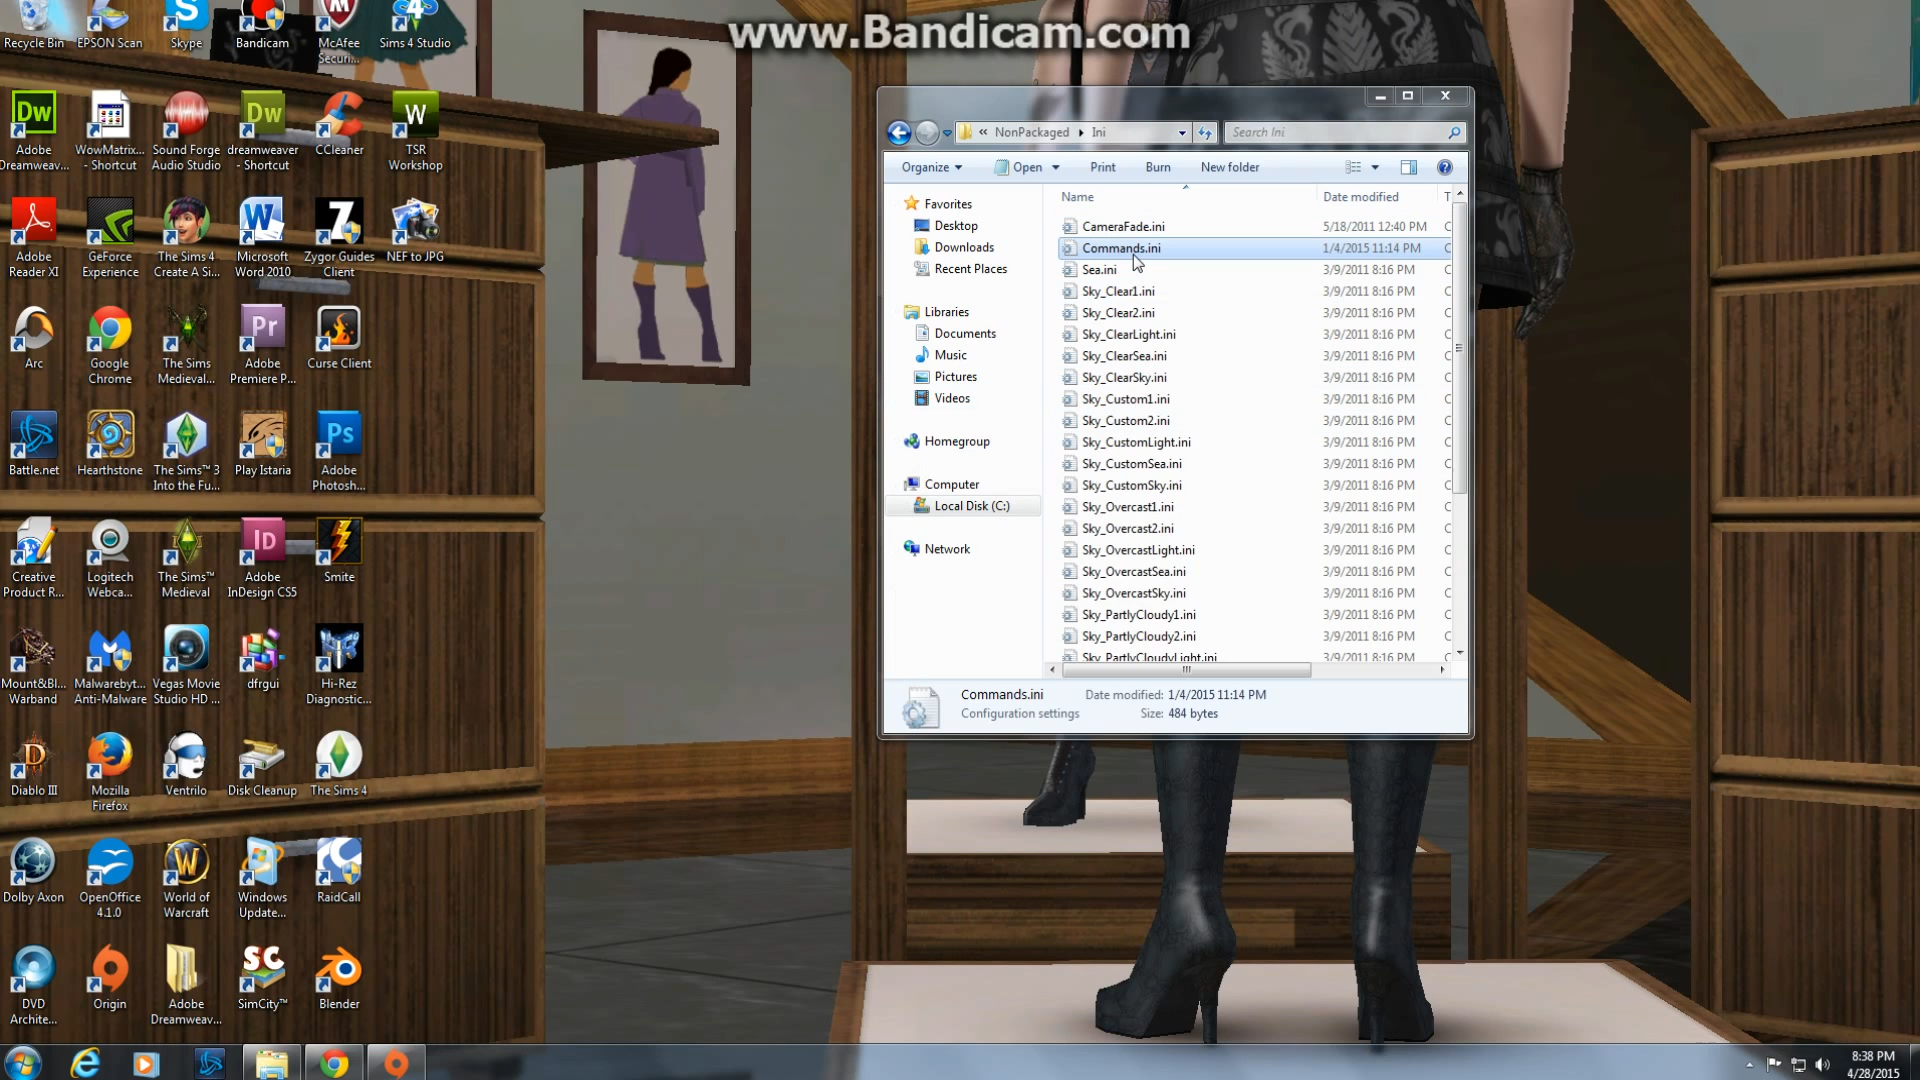 www.Bandicam.com
Recycle Bin
EPSON Scan
Skype
Bandicam
McAfee
Securi...
Sims 4 Studio
Adobe
Dreamweav...
WowMatrix...
- Shortcut
Sound Forge
Audio Studio
dreamweaver
- Shortcut
CCleaner
TSR
Workshop
Adobe
Reader XI
GeForce
Experience
The Sims 4
Create A Si...
Microsoft
Word 2010
Zygor Guides
Client
NEF to JPG
Arc
Google
Chrome
The Sims
Medieval...
Adobe
Premiere P...
Curse Client
Battle.net
Hearthstone
The Sims™ 3
Into the Fu...
Play Istaria
Adobe
Photosh...
Creative
Product R...
Logitech
Webca...
The Sims™
Medieval
Adobe
InDesign CS5
Smite
Mount&Bl...
Warband
Malwarebyt...
Anti-Malware
Vegas Movie
Studio HD ...
dfrgui
Hi-Rez
Diagnostic...
Diablo III
Mozilla
Firefox
Ventrilo
Disk Cleanup
The Sims 4
Dolby Axon
OpenOffice
4.1.0
World of
Warcraft
Windows
Update...
RaidCall
DVD
Archite...
Origin
Adobe
Dreamweav...
SimCity™
Blender
« NonPackaged Ini
Search Ini
Organize Open Print Burn New folder
Favorites
Desktop
Downloads
Recent Places
Libraries
Documents
Music
Pictures
Videos
Homegroup
Computer
Local Disk (C:)
Network
Name Date modified T
CameraFade.ini 5/18/2011 12:40 PM C
Commands.ini 1/4/2015 11:14 PM C
Sea.ini 3/9/2011 8:16 PM C
Sky_Clear1.ini 3/9/2011 8:16 PM C
Sky_Clear2.ini 3/9/2011 8:16 PM C
Sky_ClearLight.ini 3/9/2011 8:16 PM C
Sky_ClearSea.ini 3/9/2011 8:16 PM C
Sky_ClearSky.ini 3/9/2011 8:16 PM C
Sky_Custom1.ini 3/9/2011 8:16 PM C
Sky_Custom2.ini 3/9/2011 8:16 PM C
Sky_CustomLight.ini 3/9/2011 8:16 PM C
Sky_CustomSea.ini 3/9/2011 8:16 PM C
Sky_CustomSky.ini 3/9/2011 8:16 PM C
Sky_Overcast1.ini 3/9/2011 8:16 PM C
Sky_Overcast2.ini 3/9/2011 8:16 PM C
Sky_OvercastLight.ini 3/9/2011 8:16 PM C
Sky_OvercastSea.ini 3/9/2011 8:16 PM C
Sky_OvercastSky.ini 3/9/2011 8:16 PM C
Sky_PartlyCloudy1.ini 3/9/2011 8:16 PM C
Sky_PartlyCloudy2.ini 3/9/2011 8:16 PM C
Sky_PartlyCloudyLight.ini 3/9/2011 8:16 PM C
Commands.ini Date modified: 1/4/2015 11:14 PM
Configuration settings Size: 484 bytes
8:38 PM
4/28/2015